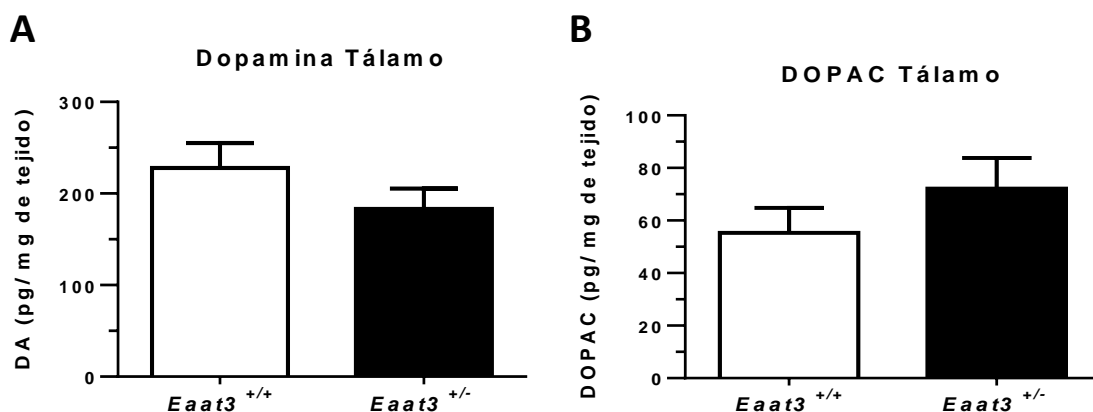 A
Dopamina Tálamo
DA (pg/mg de tejido)
300
200
100
0
Eaat3 +/+
Eaat3 +/-
B
DOPAC Tálamo
DOPAC (pg/mg de tejido)
100
80
60
40
20
0
Eaat3 +/+
Eaat3 +/-